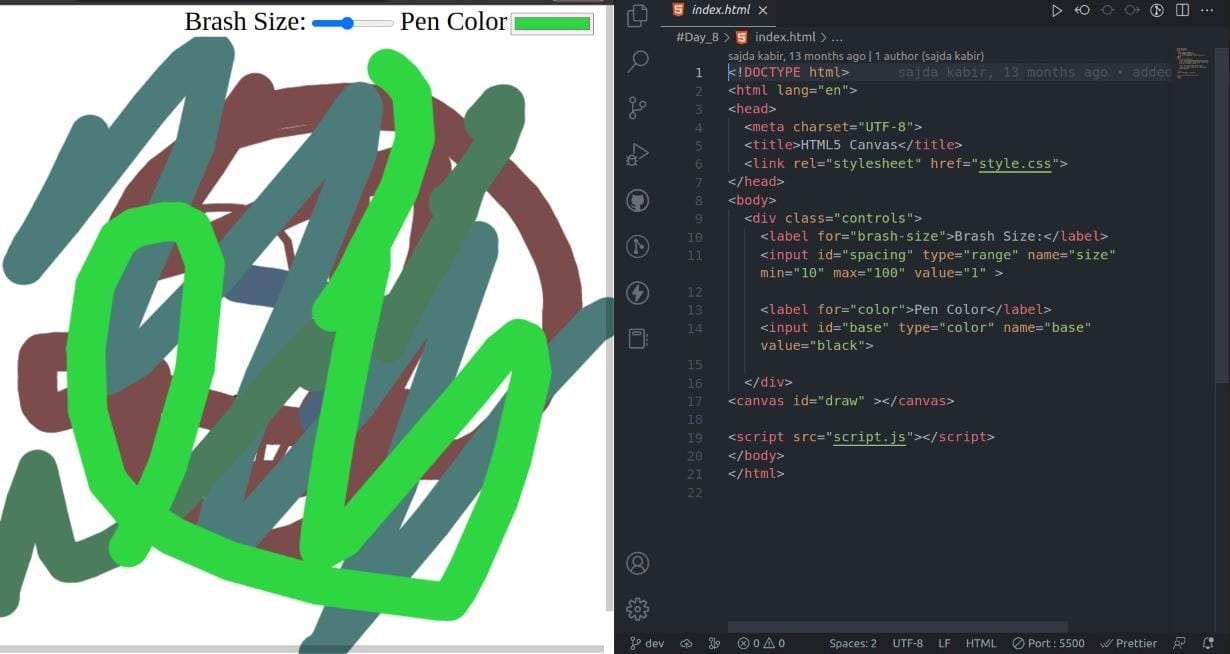 Brash Size: Pen Color
index.html
#Day_8 > index.html > ...
sajda kabir, 13 months ago | 1 author (sajda kabir)
1 <!DOCTYPE html> sajda kabir, 13 months ago • added
2 <html lang="en">
3 <head>
4 <meta charset="UTF-8">
5 <title>HTML5 Canvas</title>
6 <link rel="stylesheet" href="style.css">
7 </head>
8 <body>
9 <div class="controls">
10 <label for="brash-size">Brash Size:</label>
11 <input id="spacing" type="range" name="size"
min="10" max="100" value="1" >
12
13 <label for="color">Pen Color</label>
14 <input id="base" type="color" name="base"
value="black">
15
16 </div>
17 <canvas id="draw" ></canvas>
18
19 <script src="script.js"></script>
20 </body>
21 </html>
22
dev 0 0 Spaces: 2 UTF-8 LF HTML Port : 5500 Prettier